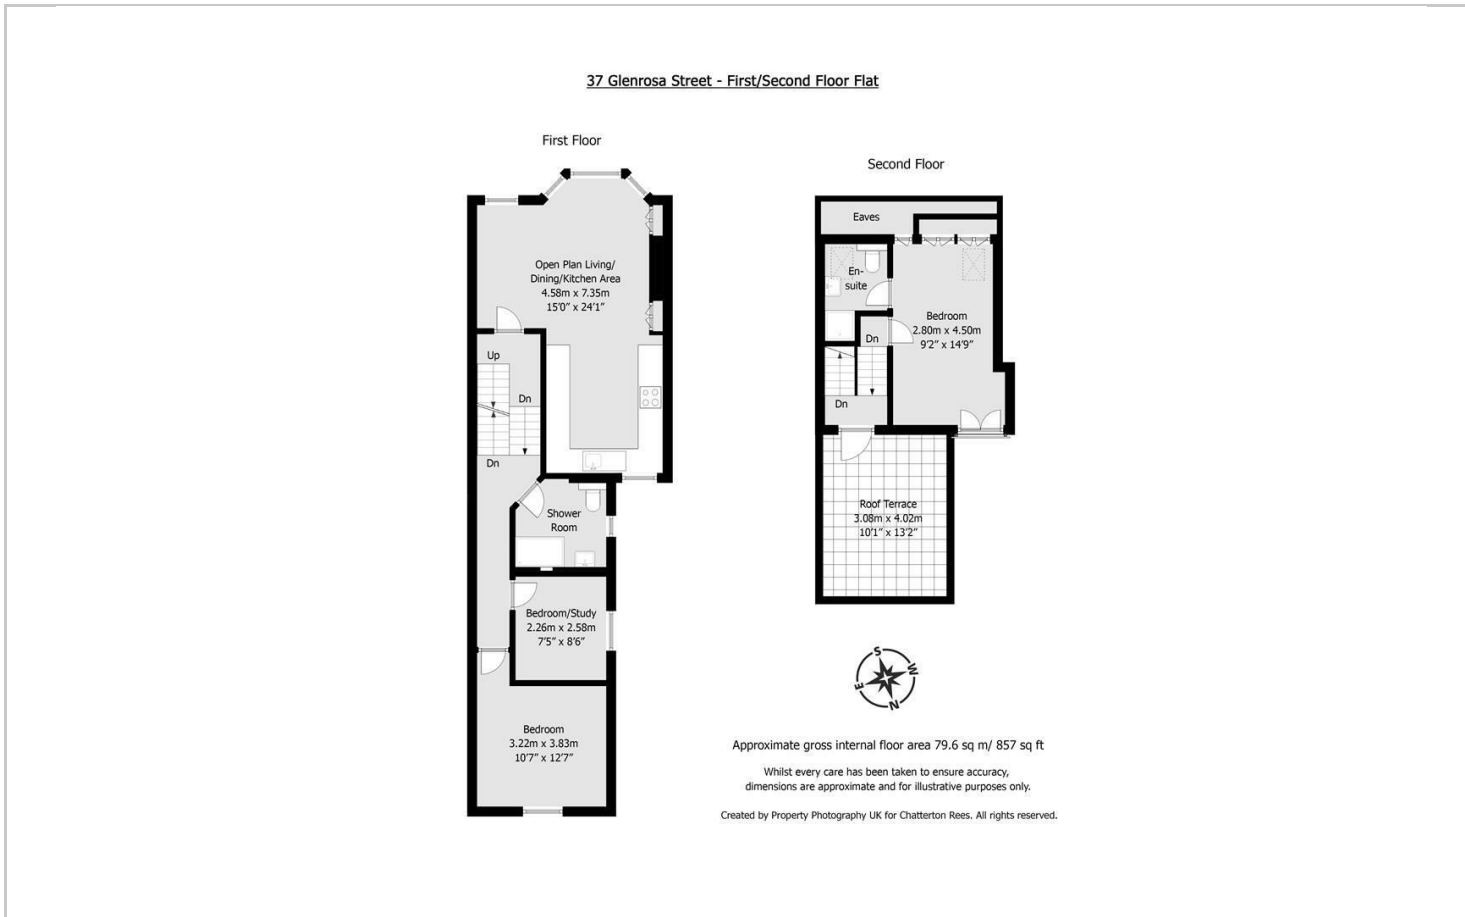 37 Glenrosa Street - First/Second Floor Flat
First Floor
Open Plan Living/
Dining/Kitchen Area
4.58m x 7.35m
15'0" x 24'1"
Up
Dn
Dn
Shower
Room
Bedroom/Study
2.26m x 2.58m
7'5" x 8'6"
Bedroom
3.22m x 3.83m
10'7" x 12'7"
Second Floor
Eaves
En-
suite
Bedroom
2.80m x 4.50m
9'2" x 14'9"
Dn
Dn
Roof Terrace
3.08m x 4.02m
10'1" x 13'2"
S
W
E
N
Approximate gross internal floor area 79.6 sq m/ 857 sq ft
Whilst every care has been taken to ensure accuracy,
dimensions are approximate and for illustrative purposes only.
Created by Property Photography UK for Chatterton Rees. All rights reserved.